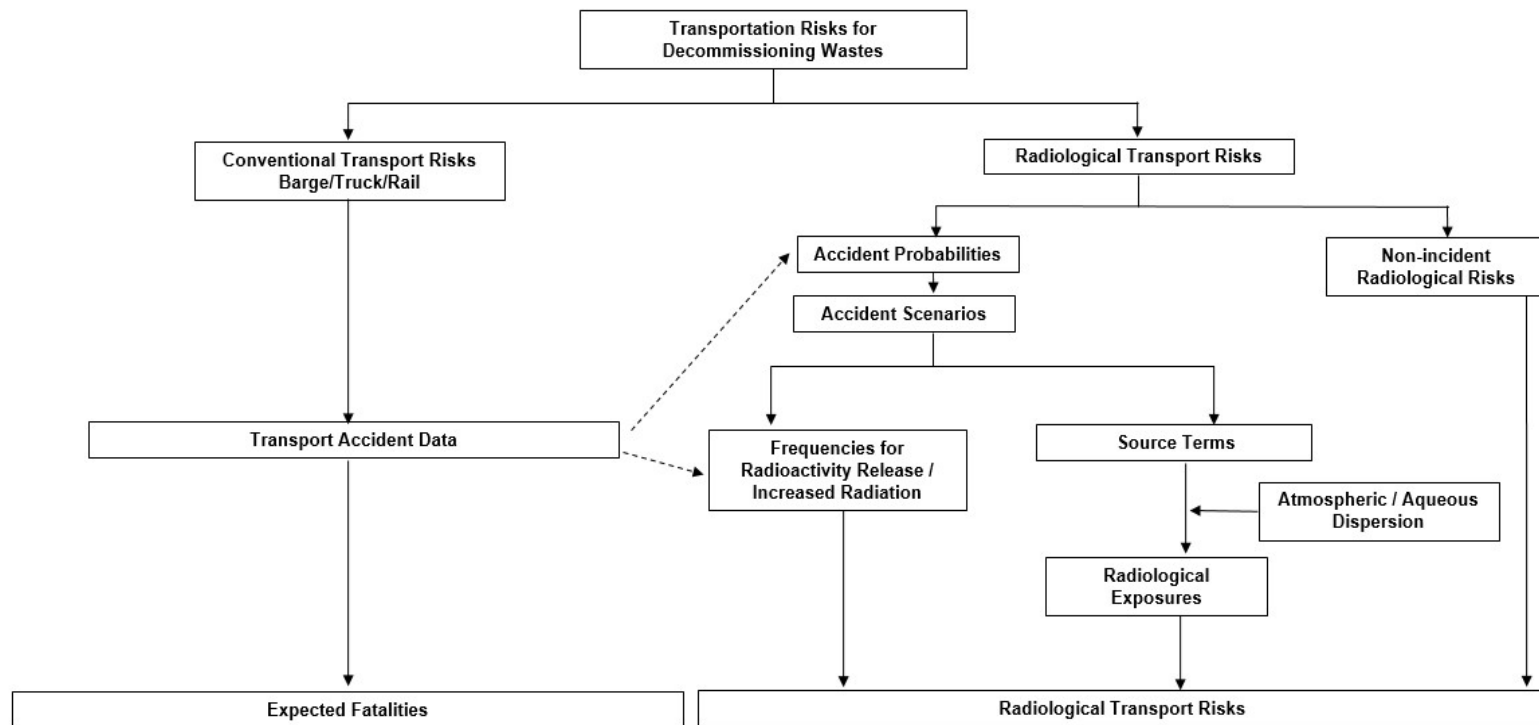 Transportation Risks for
Decommissioning Wastes
Conventional Transport Risks
Barge/Truck/Rail
Radiological Transport Risks
Accident Probabilities
Non-incident
Radiological Risks
Accident Scenarios
Transport Accident Data
Frequencies for
Radioactivity Release /
Increased Radiation
Source Terms
Atmospheric / Aqueous
Dispersion
Radiological
Exposures
Expected Fatalities
Radiological Transport Risks